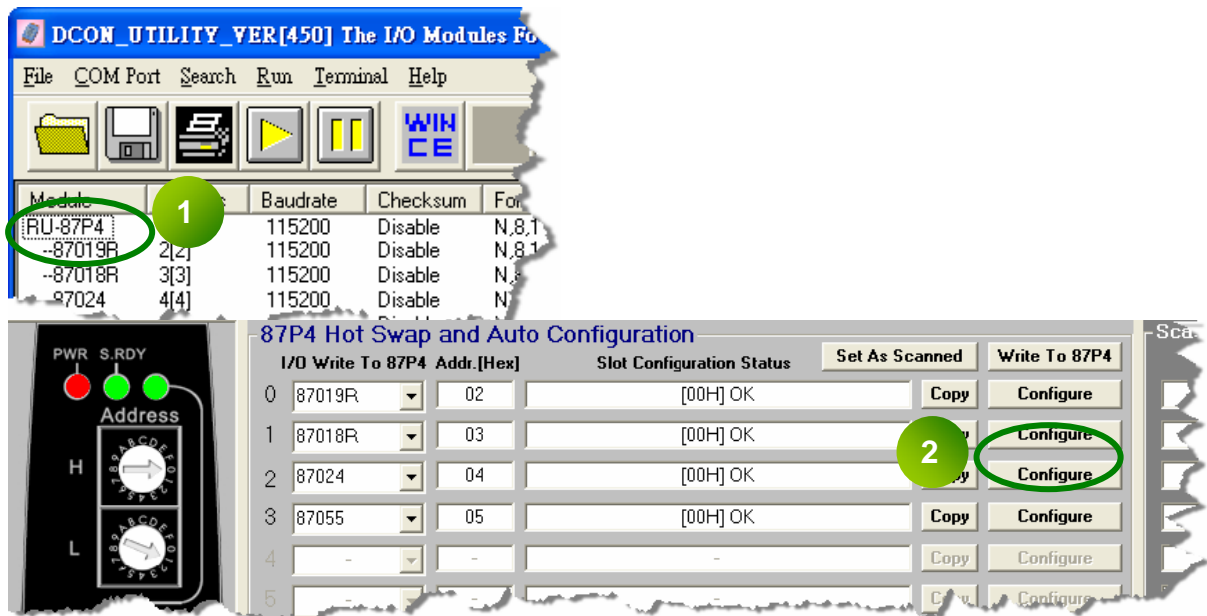 DCON_UTILITY_VER[450] The I/O Modules Fo
File COM Port Search Run Terminal Help
WIN CE
Module Baudrate Checksum For
1
RU-87P4 115200 Disable N,8,1
--87019R 2[2] 115200 Disable N,8,1
--87018R 3[3] 115200 Disable
87024 4[4] 115200 Disable
87P4 Hot Swap and Auto Configuration
PWR S.RDY
I/O Write To 87P4 Addr.[Hex] Slot Configuration Status Set As Scanned Write To 87P4
0 87019R 02 [00H] OK Copy Configure
Address
1 87018R 03 [00H] OK Configure
2
H
2 87024 04 [00H] OK Configure
3 87055 05 [00H] OK Copy Configure
L
4 - - - Copy Configure
5 - Configure